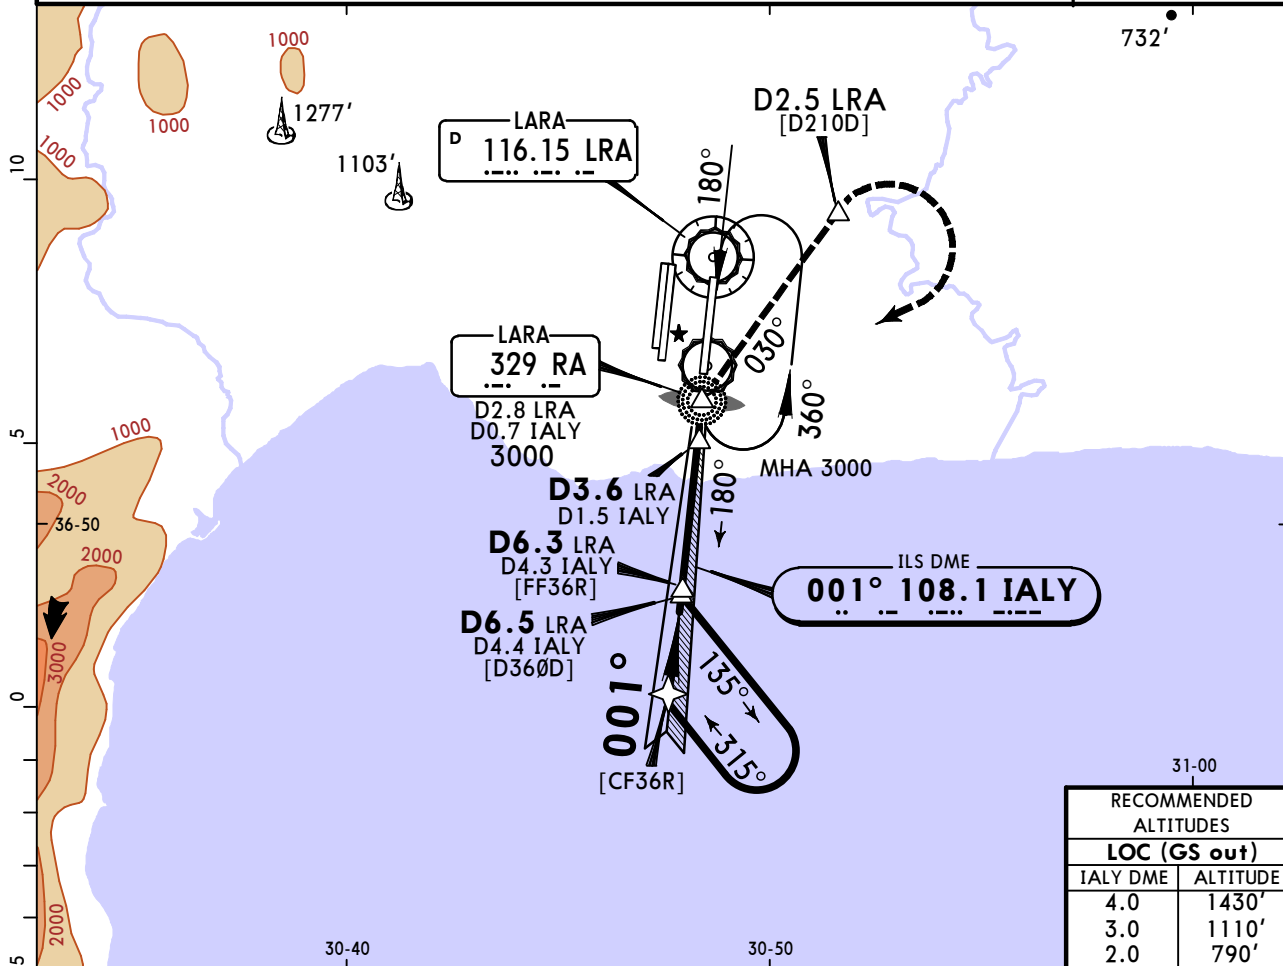 732'
1000
1000
1000
1000
1277'
1103'
1000
10
LARA
D 116.15 LRA
180°
D2.5 LRA
[D210D]
LARA
329 RA
D2.8 LRA
D0.7 IALY
3000
030°
360°
MHA 3000
180°
5
1000
2000
36-50
2000
3000
D3.6 LRA
D1.5 IALY
D6.3 LRA
D4.3 IALY
[FF36R]
D6.5 LRA
D4.4 IALY
[D36ØD]
ILS DME
001° 108.1 IALY
001°
135°
315°
[CF36R]
0
2000
5
30-40
30-50
31-00
RECOMMENDED
ALTITUDES
LOC (GS out)
IALY DME ALTITUDE
4.0 1430'
3.0 1110'
2.0 790'